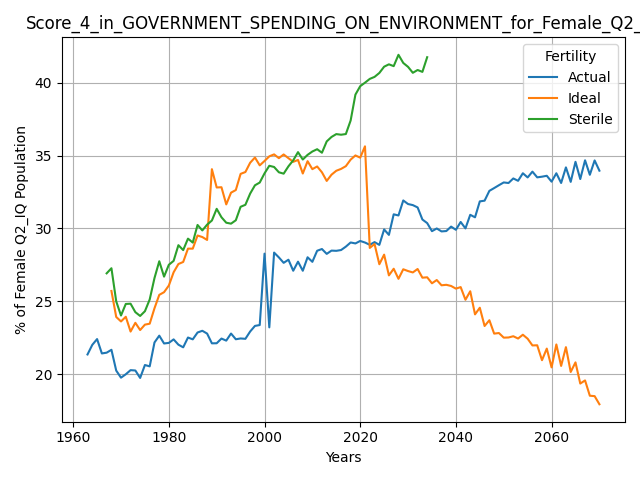 Score_4_in_GOVERNMENT_SPENDING_ON_ENVIRONMENT_for_Female_Q2_
Fertility
Actual
Ideal
Sterile
% of Female Q2_IQ Population
40
35
30
25
20
1960 1980 2000 2020 2040 2060
Years